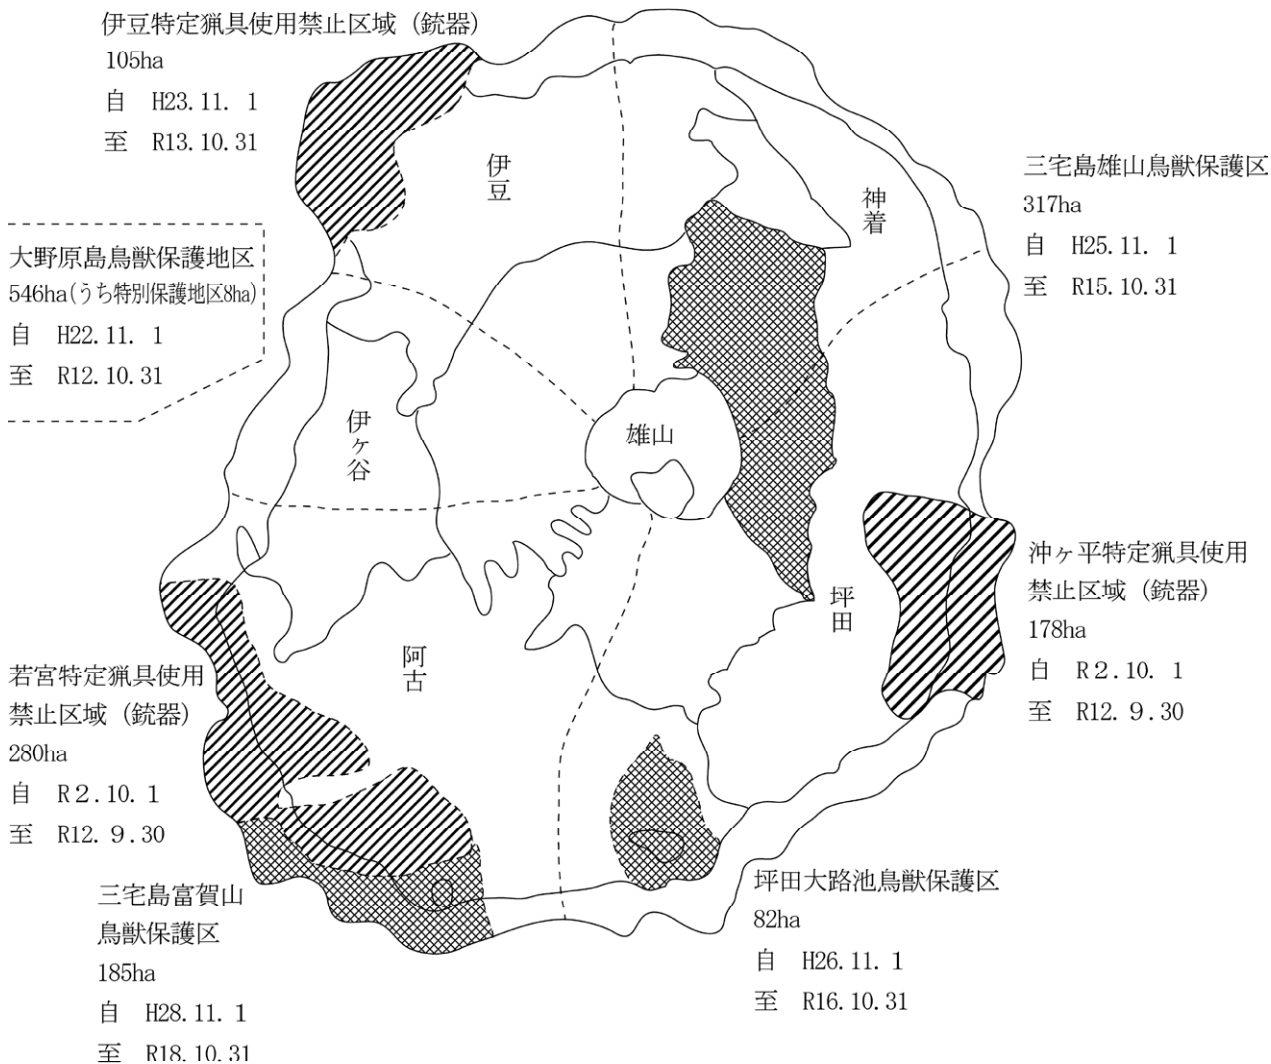 伊豆特定猟具使用禁止区域（銃器）
105ha
自 H23.11. 1
至 R13.10.31
伊豆
神着
三宅島雄山鳥獣保護区
317ha
自 H25.11. 1
至 R15.10.31
大野原島鳥獣保護地区
546ha(うち特別保護地区8ha)
自 H22.11. 1
至 R12.10.31
伊ヶ谷
雄山
坪田
阿古
沖ヶ平特定猟具使用
禁止区域（銃器）
178ha
自 R２.10. 1
至 R12. 9.30
若宮特定猟具使用
禁止区域（銃器）
280ha
自 R２.10. 1
至 R12. 9.30
三宅島富賀山
鳥獣保護区
185ha
自 H28.11. 1
至 R18.10.31
坪田大路池鳥獣保護区
82ha
自 H26.11. 1
至 R16.10.31